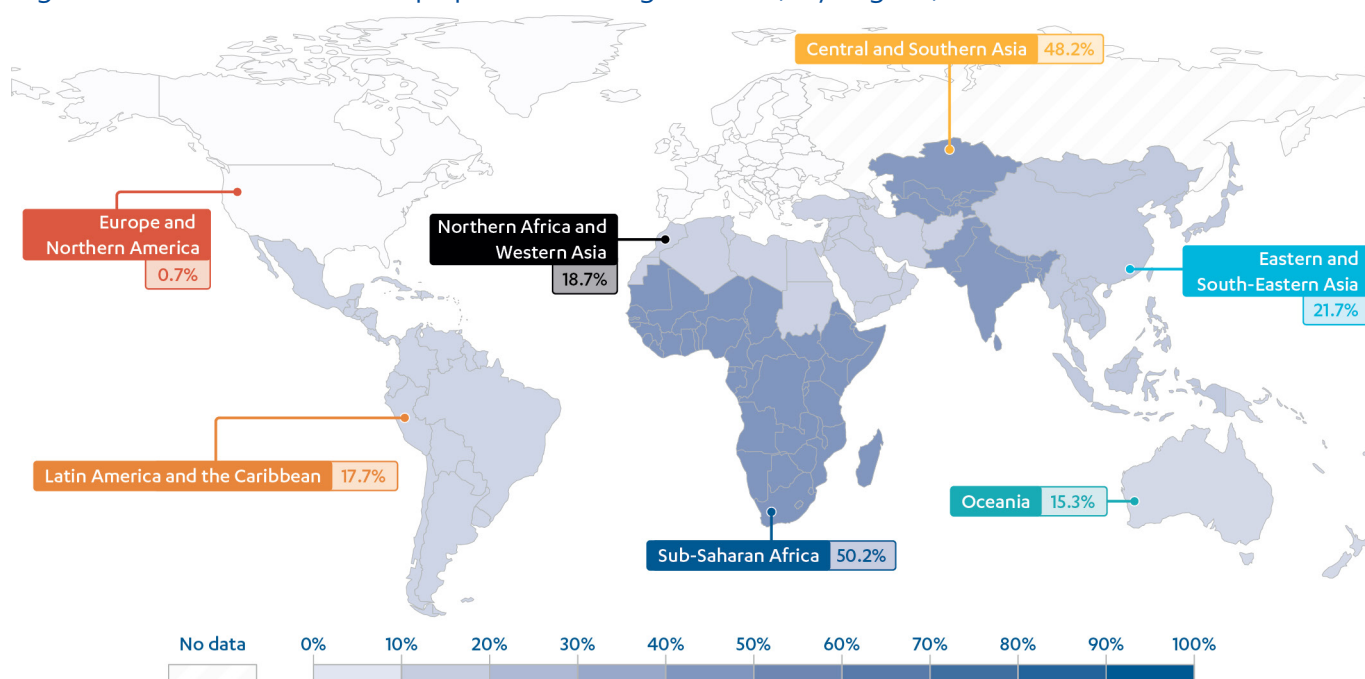 Central and Southern Asia 48.2%
Europe and
Northern America
0.7%
Northern Africa and
Western Asia
18.7%
Eastern and
South-Eastern Asia
21.7%
Latin America and the Caribbean 17.7%
Oceania 15.3%
Sub-Saharan Africa 50.2%
No data 0% 10% 20% 30% 40% 50% 60% 70% 80% 90% 100%